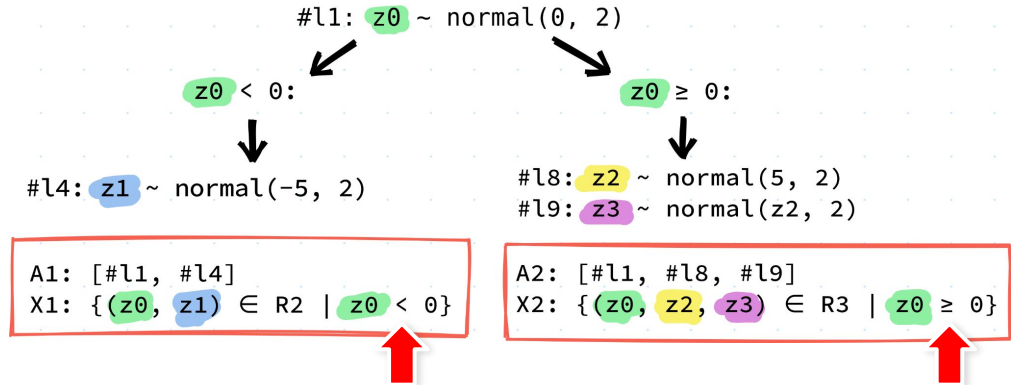 #l1: z0 ~ normal(0, 2)
z0 < 0:
z0 ≥ 0:
#l4: z1 ~ normal(-5, 2)
#l8: z2 ~ normal(5, 2)
#l9: z3 ~ normal(z2, 2)
A1: [#l1, #l4]
X1: {(z0, z1) ∈ R2 | z0 < 0}
A2: [#l1, #l8, #l9]
X2: {(z0, z2, z3) ∈ R3 | z0 ≥ 0}